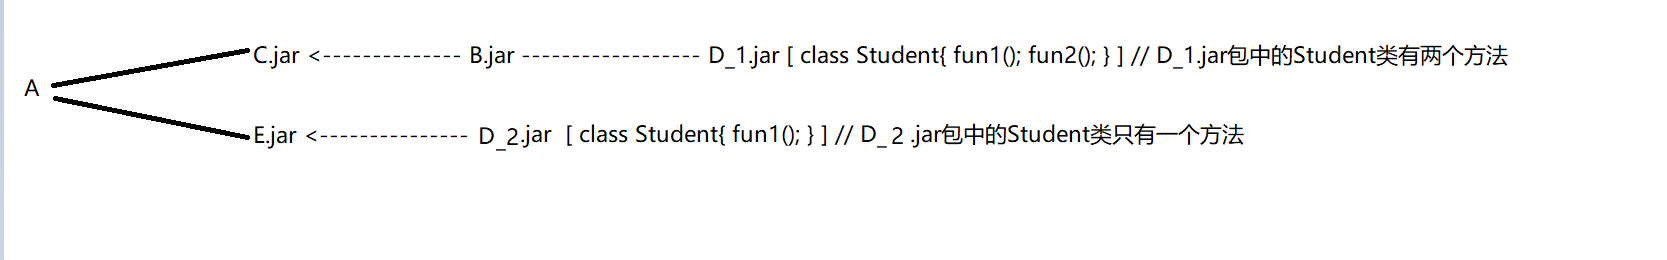 C.jar <-------------- B.jar ------------------ D_1.jar [ class Student{ fun1(); fun2(); } ] // D_1.jar包中的Student类有两个方法
A
E.jar <--------------- D_2.jar [ class Student{ fun1(); } ] // D_ 2 .jar包中的Student类只有一个方法